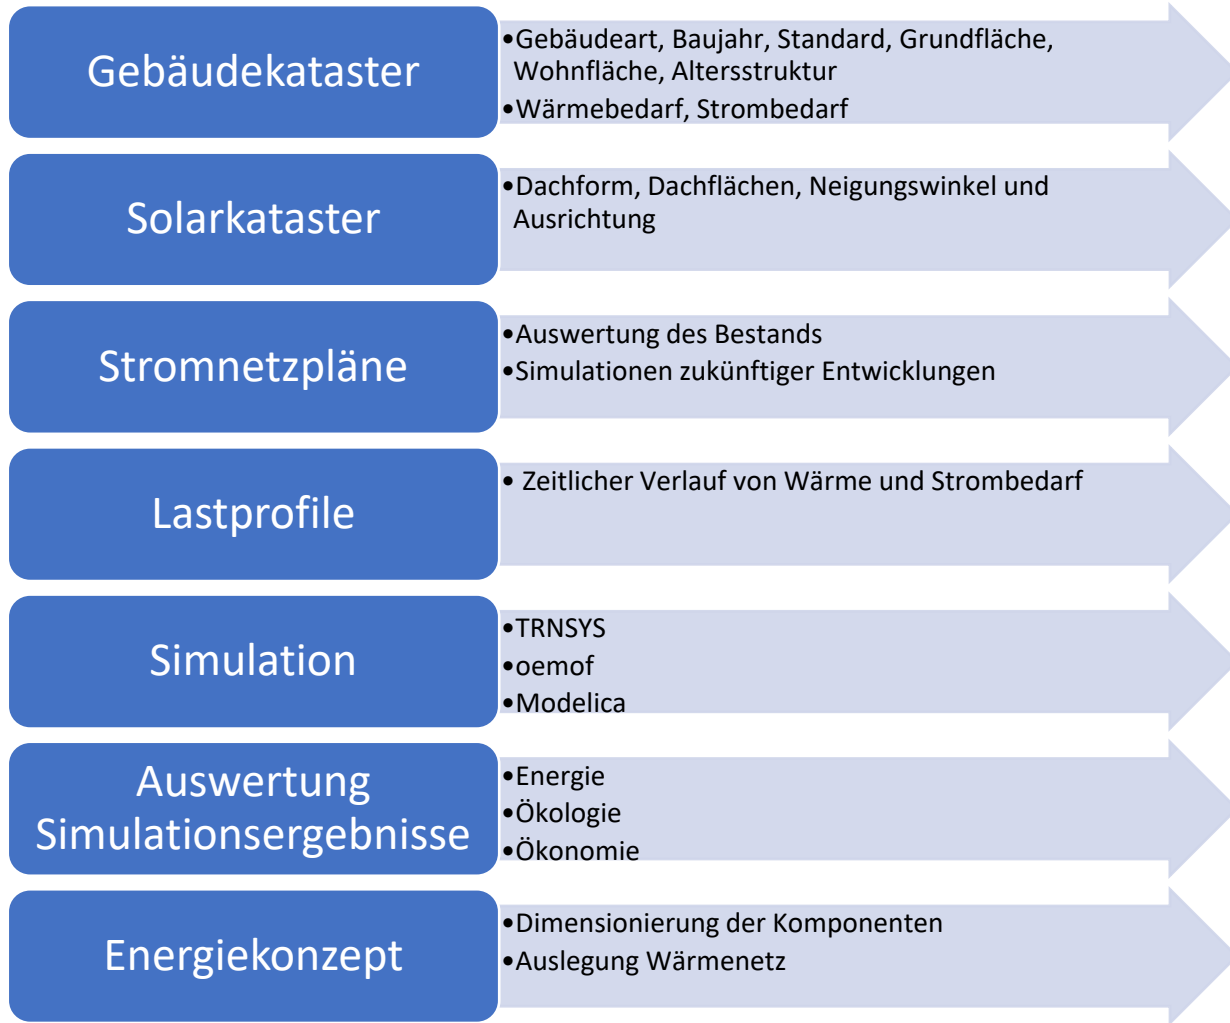 Gebäudekataster
•Gebäudeart, Baujahr, Standard, Grundfläche,
Wohnfläche, Altersstruktur
•Wärmebedarf, Strombedarf
Solarkataster
•Dachform, Dachflächen, Neigungswinkel und
Ausrichtung
Stromnetzpläne
•Auswertung des Bestands
•Simulationen zukünftiger Entwicklungen
Lastprofile
• Zeitlicher Verlauf von Wärme und Strombedarf
Simulation
•TRNSYS
•oemof
•Modelica
Auswertung
Simulationsergebnisse
•Energie
•Ökologie
•Ökonomie
Energiekonzept
•Dimensionierung der Komponenten
•Auslegung Wärmenetz